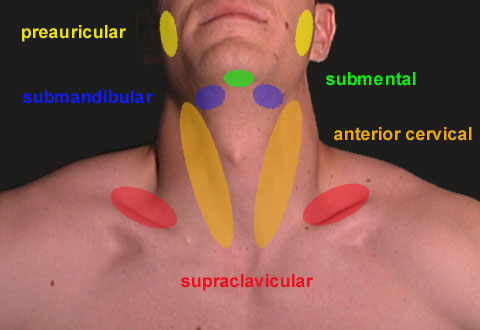 preauricular
submental
submandibular
anterior cervical
supraclavicular